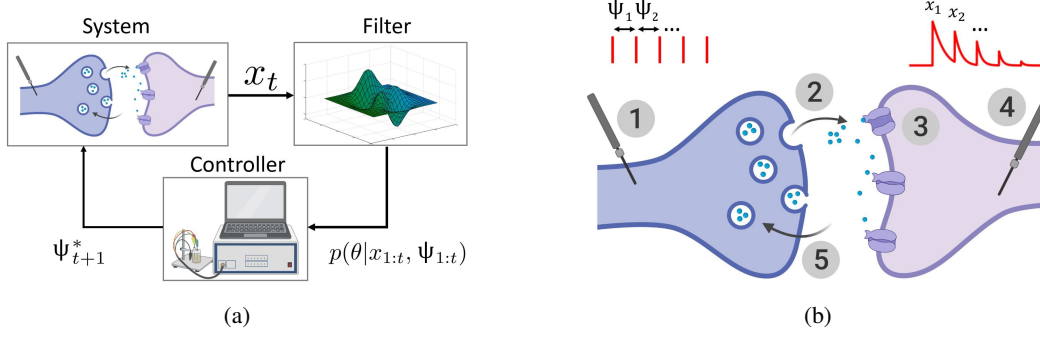 System
Filter
x_t
Controller
ψ*_{t+1}
p(θ|x_{1:t}, ψ_{1:t})
(a)
ψ_1 ψ_2
...
x_1
x_2 ...
1
2
3
4
5
(b)